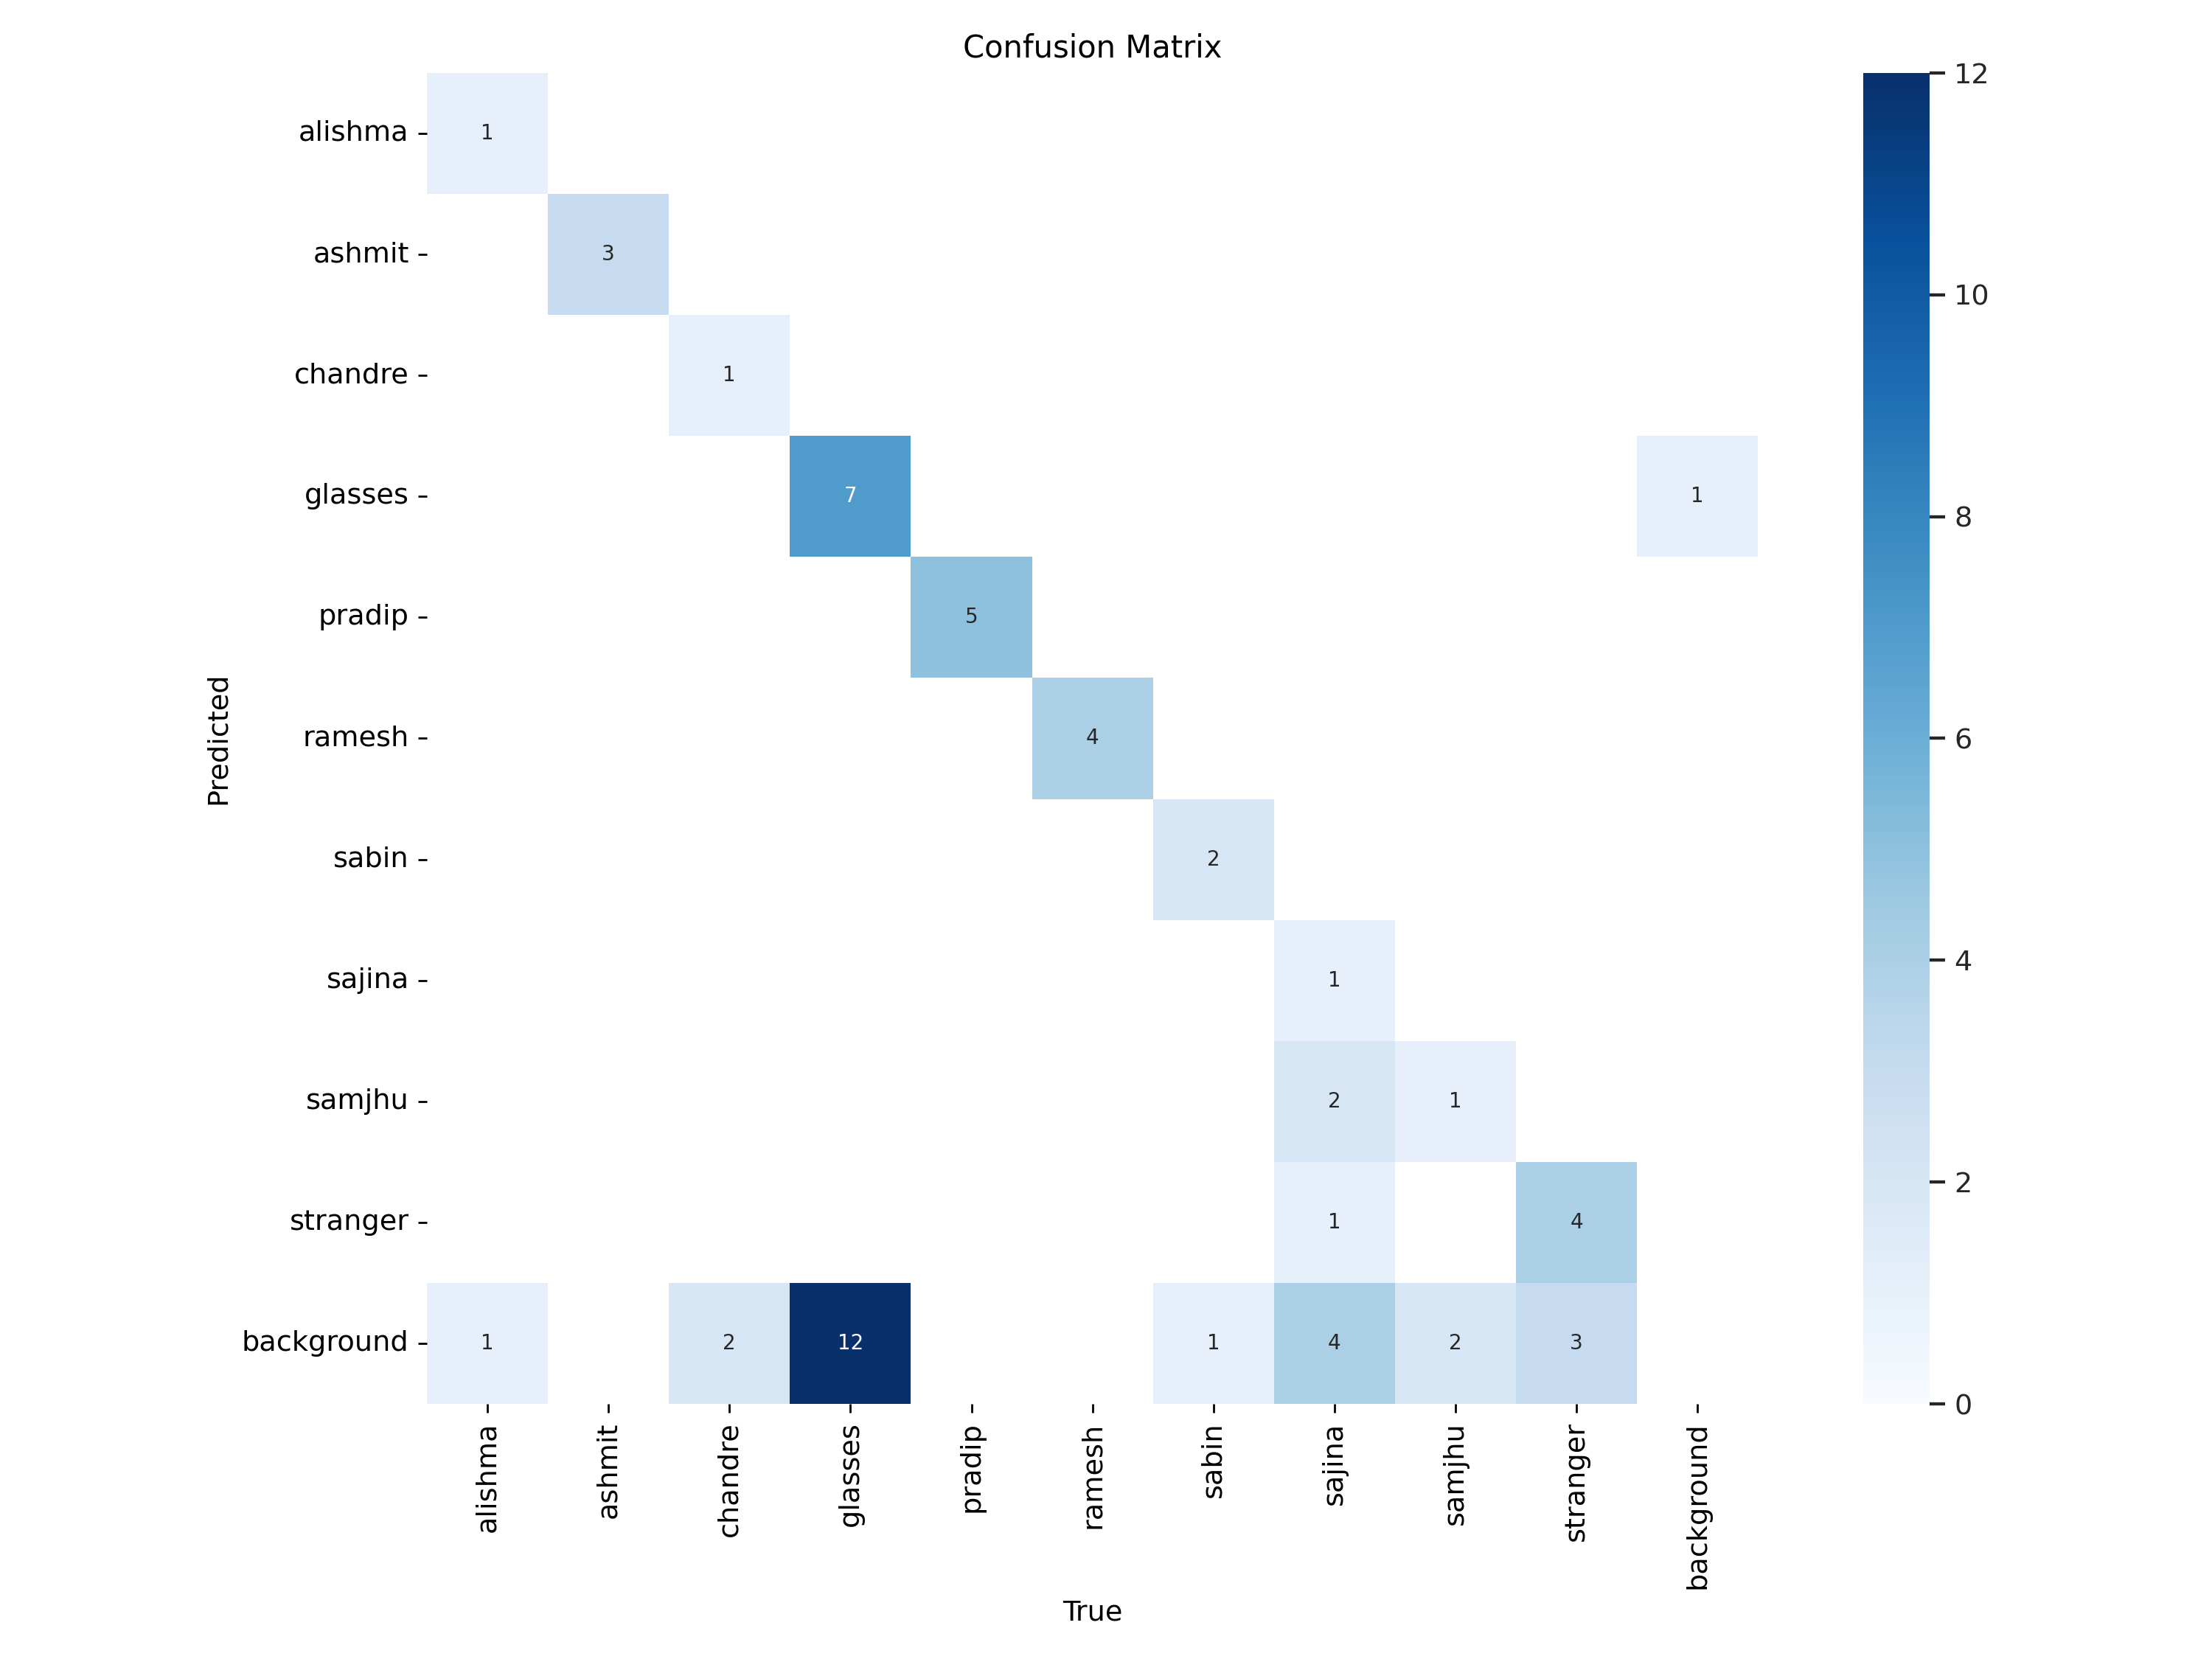 Confusion Matrix
alishma
1
ashmit
3
chandre
1
glasses
7
1
pradip
5
ramesh
4
sabin
2
sajina
1
samjhu
2 1
stranger
1 4
background
1 2 12 1 4 2 3
Predicted
alishma ashmit chandre glasses pradip ramesh sabin sajina samjhu stranger background
True
12
10
8
6
4
2
0